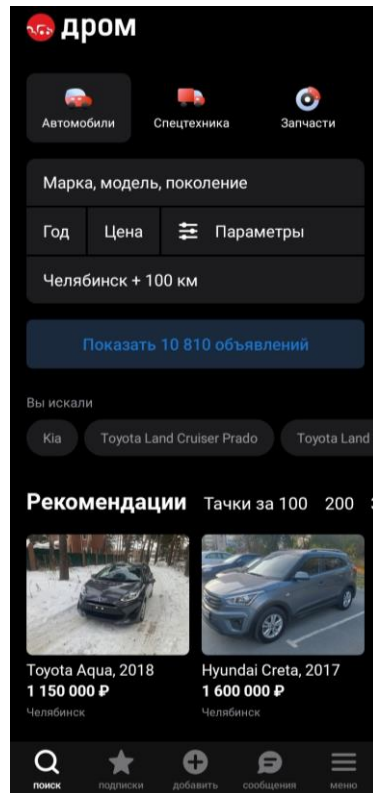 дром
Автомобили Спецтехника Запчасти
Марка, модель, поколение
Год Цена Параметры
Челябинск + 100 км
Показать 10 810 объявлений
Вы искали
Kia Toyota Land Cruiser Prado Toyota Land
Рекомендации Тачки за 100 200
Toyota Aqua, 2018 Hyundai Creta, 2017
1 150 000 ₽ 1 600 000 ₽
Челябинск Челябинск
поиск подписки добавить сообщения меню